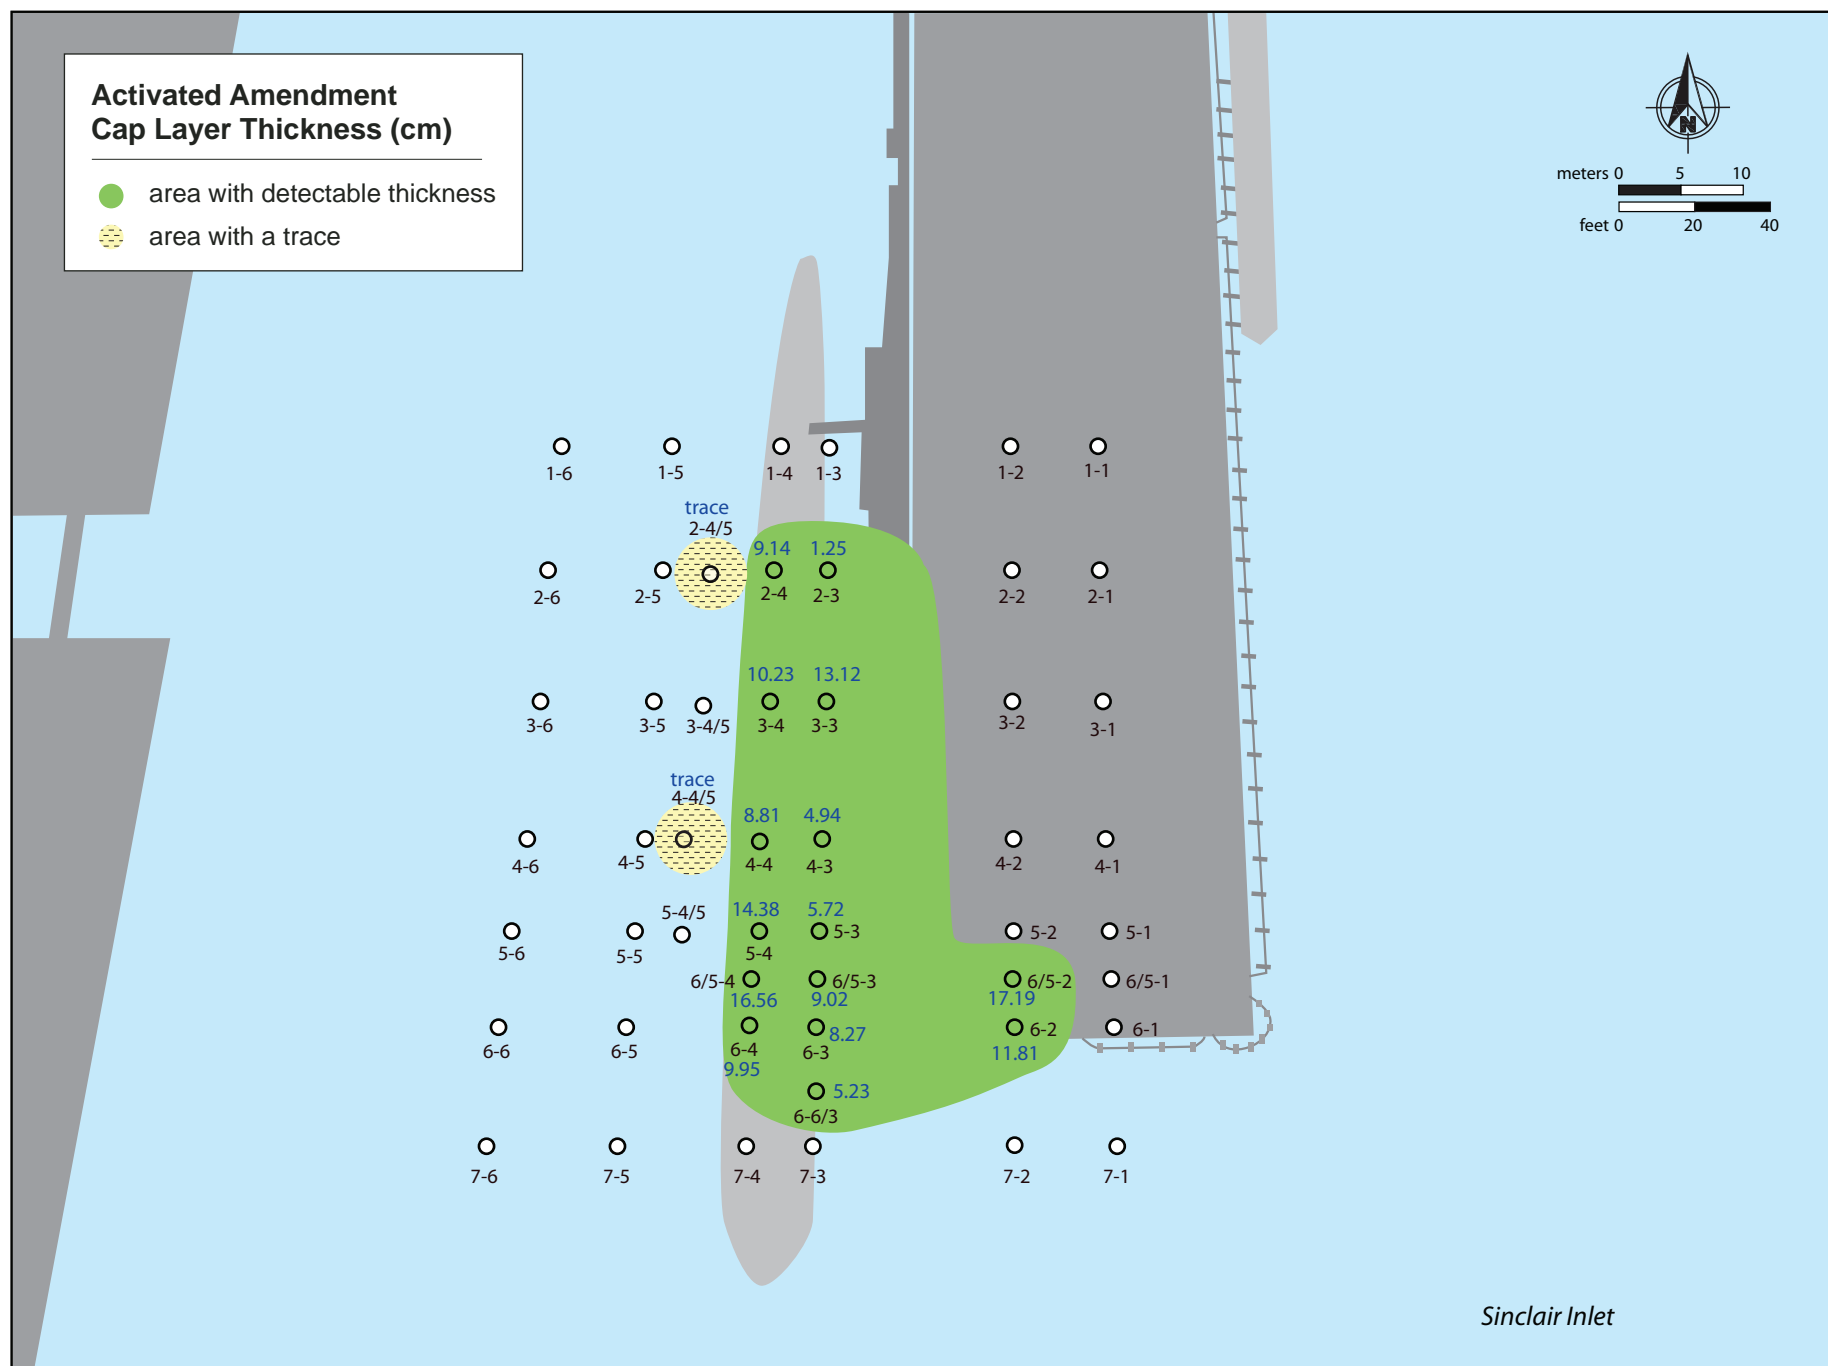 Activated Amendment
Cap Layer Thickness (cm)
area with detectable thickness
area with a trace
N
meters 0 5 10
feet 0 20 40
1-6 1-5 1-4 1-3 1-2 1-1
trace
2-4/5
9.14 1.25
2-6 2-5 2-4 2-3 2-2 2-1
10.23 13.12
3-6 3-5 3-4/5 3-4 3-3 3-2 3-1
trace
4-4/5
8.81 4.94
4-6 4-5 4-4 4-3 4-2 4-1
5-4/5 14.38 5.72
5-3 5-2 5-1
5-6 5-5 5-4
6/5-4 6/5-3 6/5-2 6/5-1
16.56 9.02 17.19
8.27 6-2 6-1
6-6 6-5 6-4 6-3 11.81
9.95
5.23
6-6/3
7-6 7-5 7-4 7-3 7-2 7-1
Sinclair Inlet